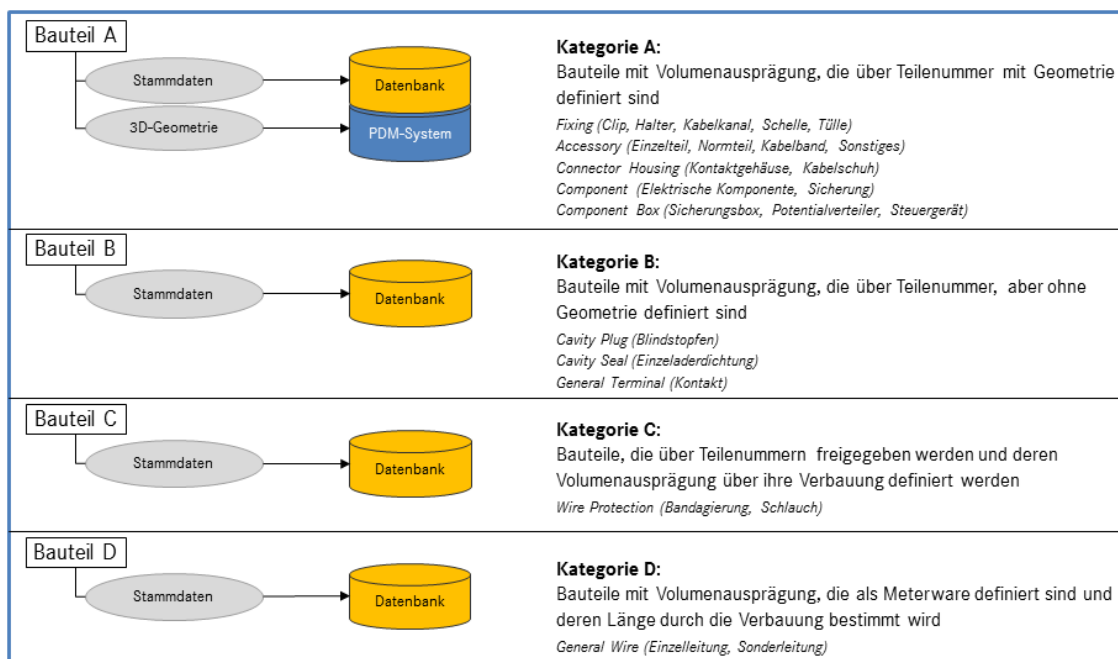 Bauteil A
Stammdaten
Datenbank
3D-Geometrie
PDM-System
Kategorie A:
Bauteile mit Volumenausprägung, die über Teilenummer mit Geometrie
definiert sind
Fixing (Clip, Halter, Kabelkanal, Schelle, Tülle)
Accessory (Einzelteil, Normteil, Kabelband, Sonstiges)
Connector Housing (Kontaktgehäuse, Kabelschuh)
Component (Elektrische Komponente, Sicherung)
Component Box (Sicherungsbox, Potentialverteiler, Steuergerät)
Bauteil B
Stammdaten
Datenbank
Kategorie B:
Bauteile mit Volumenausprägung, die über Teilenummer, aber ohne
Geometrie definiert sind
Cavity Plug (Blindstopfen)
Cavity Seal (Einzeladerdichtung)
General Terminal (Kontakt)
Bauteil C
Stammdaten
Datenbank
Kategorie C:
Bauteile, die über Teilenummern freigegeben werden und deren
Volumenausprägung über ihre Verbauung definiert werden
Wire Protection (Bandagierung, Schlauch)
Bauteil D
Stammdaten
Datenbank
Kategorie D:
Bauteile mit Volumenausprägung, die als Meterware definiert sind und
deren Länge durch die Verbauung bestimmt wird
General Wire (Einzelleitung, Sonderleitung)